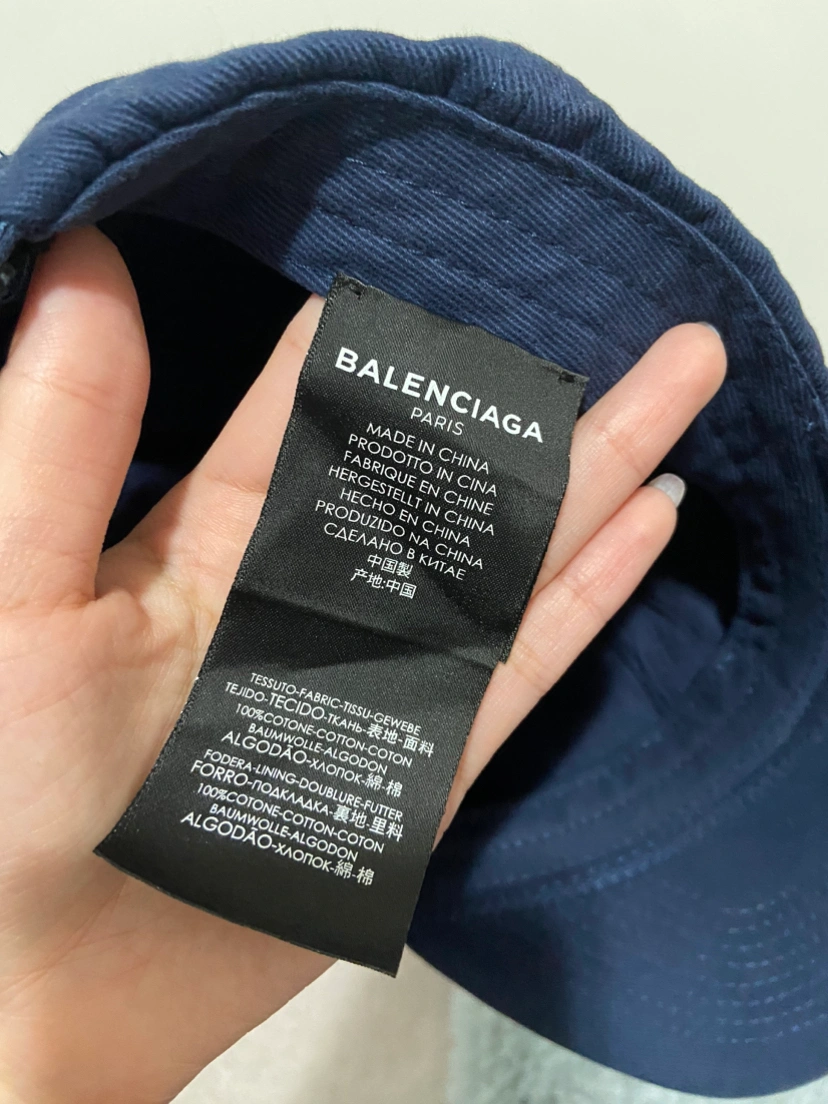 BALENCIAGA
PARIS
MADE IN CHINA
PRODOTTO IN CINA
FABRIQUE EN CHINE
HERGESTELLT IN CHINA
HECHO EN CHINA
PRODUZIDO NA CHINA
СДЕЛАНО В КИТАЕ
中国製
产地:中国
TESSUTO-FABRIC-TISSU-GEWEBE
TEJIDO-TECIDO-ТКАНЬ-表地-面料
100%COTONE-COTTON-COTON
BAUMWOLLE-ALGODON
ALGODÃO-ХЛОПОК-綿-棉
FODERA-LINING-DOUBLURE-FUTTER
FORRO-ПОДКЛАДКА-裏地-里料
100%COTONE-COTTON-COTON
BAUMWOLLE-ALGODON
ALGODÃO-ХЛОПОК-綿-棉